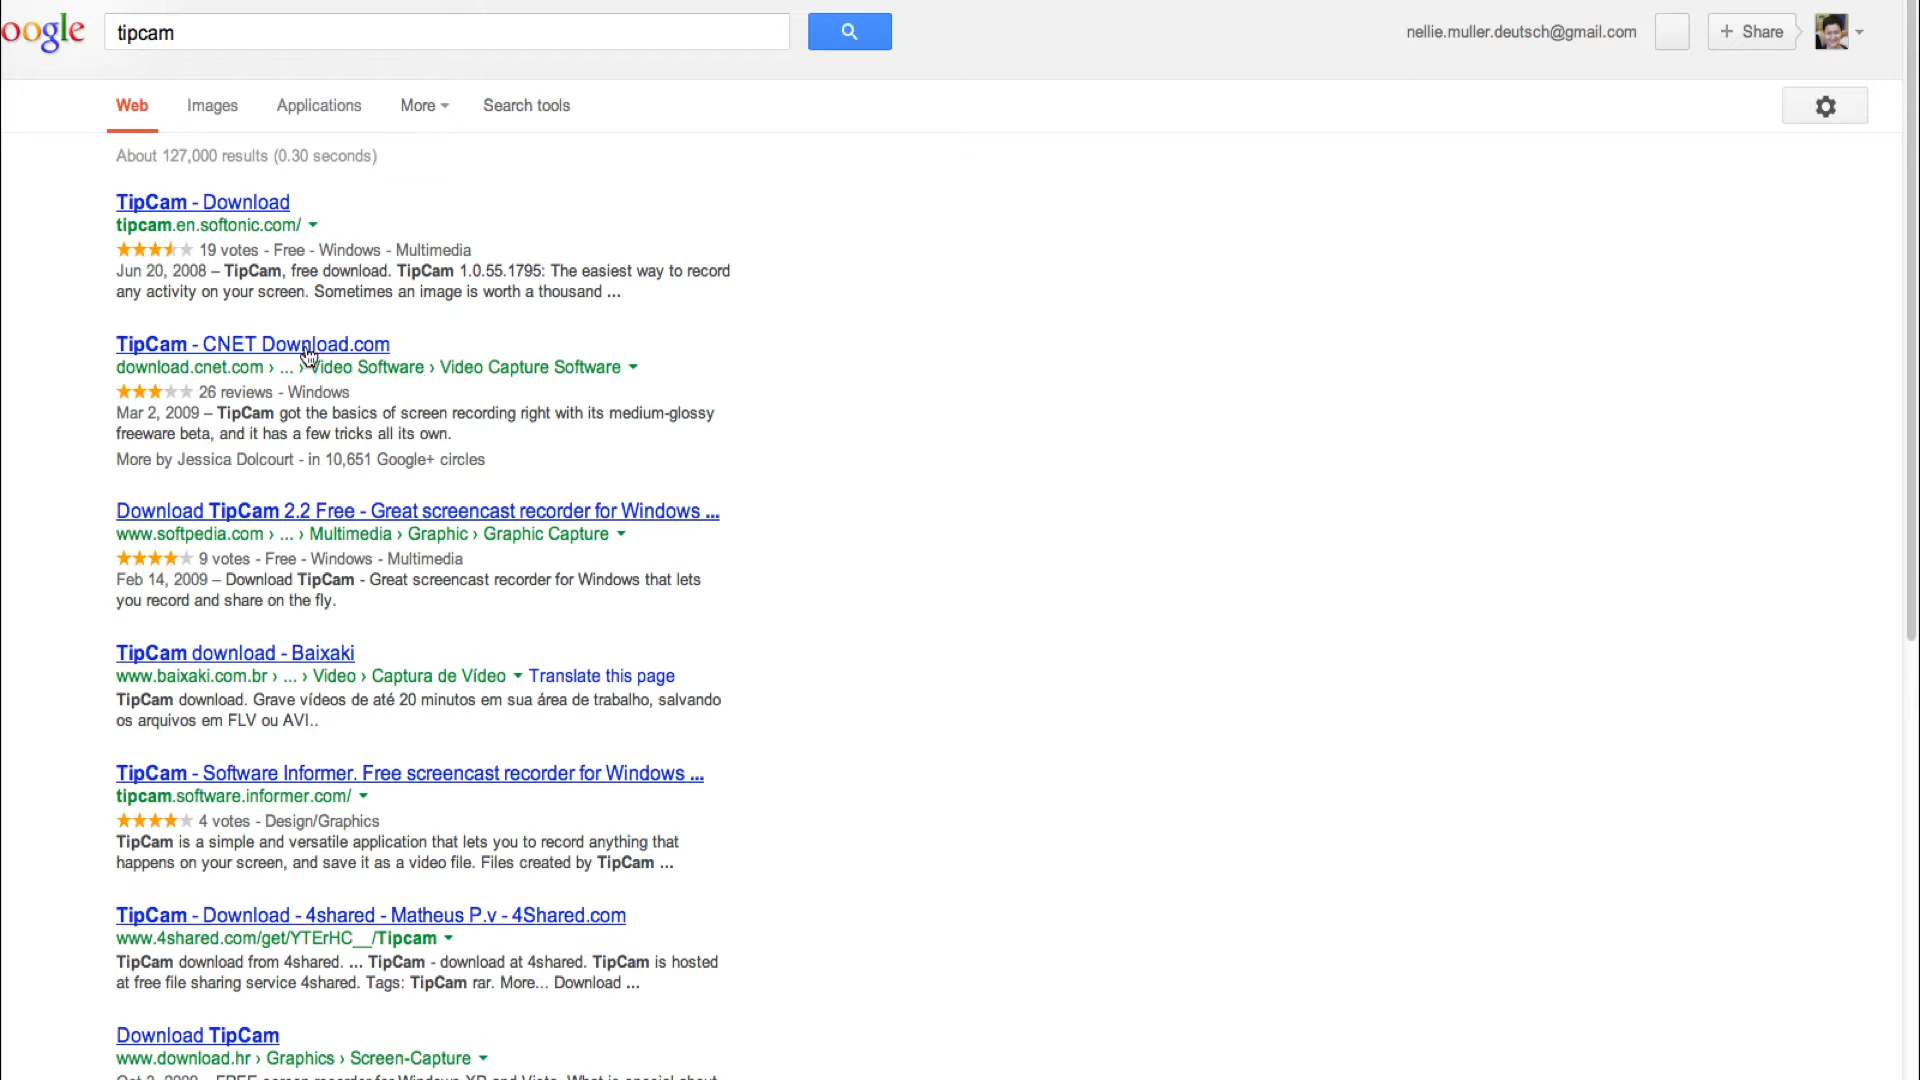 oogle
tipcam
nellie.muller.deutsch@gmail.com
+ Share
Web Images Applications More Search tools
About 127,000 results (0.30 seconds)
TipCam - Download
tipcam.en.softonic.com/
19 votes - Free - Windows - Multimedia
Jun 20, 2008 – TipCam, free download. TipCam 1.0.55.1795: The easiest way to record
any activity on your screen. Sometimes an image is worth a thousand ...
TipCam - CNET Download.com
download.cnet.com › ... › Video Software › Video Capture Software
26 reviews - Windows
Mar 2, 2009 – TipCam got the basics of screen recording right with its medium-glossy
freeware beta, and it has a few tricks all its own.
More by Jessica Dolcourt - in 10,651 Google+ circles
Download TipCam 2.2 Free - Great screencast recorder for Windows ...
www.softpedia.com › ... › Multimedia › Graphic › Graphic Capture
9 votes - Free - Windows - Multimedia
Feb 14, 2009 – Download TipCam - Great screencast recorder for Windows that lets
you record and share on the fly.
TipCam download - Baixaki
www.baixaki.com.br › ... › Video › Captura de Vídeo Translate this page
TipCam download. Grave vídeos de até 20 minutos em sua área de trabalho, salvando
os arquivos em FLV ou AVI..
TipCam - Software Informer. Free screencast recorder for Windows ...
tipcam.software.informer.com/
4 votes - Design/Graphics
TipCam is a simple and versatile application that lets you to record anything that
happens on your screen, and save it as a video file. Files created by TipCam ...
TipCam - Download - 4shared - Matheus P.v - 4Shared.com
www.4shared.com/get/YTErHC__/Tipcam
TipCam download from 4shared. ... TipCam - download at 4shared. TipCam is hosted
at free file sharing service 4shared. Tags: TipCam rar. More... Download ...
Download TipCam
www.download.hr › Graphics › Screen-Capture